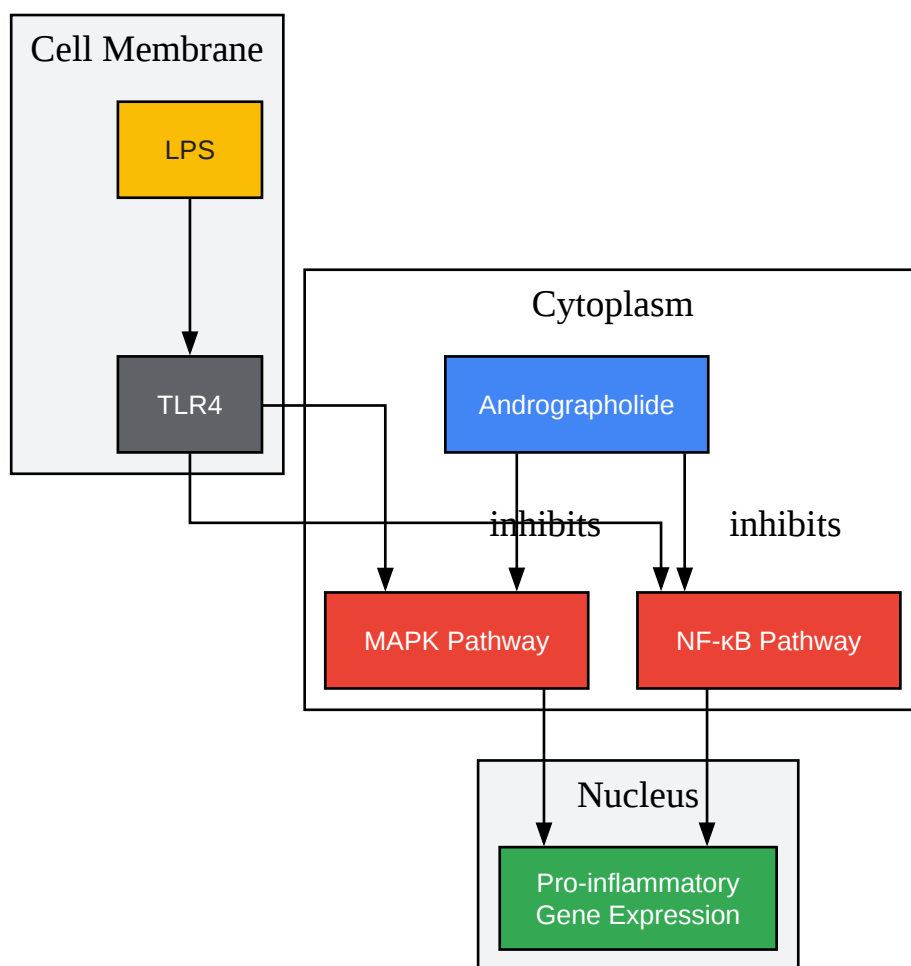 Cell Membrane
LPS
Cytoplasm
TLR4
Andrographolide
inhibits
inhibits
MAPK Pathway
NF-κB Pathway
Nucleus
Pro-inflammatory
Gene Expression